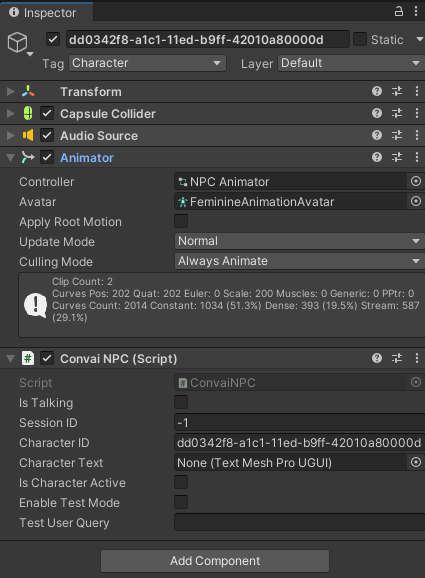 Inspector
dd0342f8-a1c1-11ed-b9ff-42010a80000d Static
Tag Character Layer Default
Transform
Capsule Collider
Audio Source
Animator
Controller NPC Animator
Avatar FeminineAnimationAvatar
Apply Root Motion
Update Mode Normal
Culling Mode Always Animate
Clip Count: 2
Curves Pos: 202 Quat: 202 Euler: 0 Scale: 200 Muscles: 0 Generic: 0 PPtr: 0
Curves Count: 2014 Constant: 1034 (51.3%) Dense: 393 (19.5%) Stream: 587
(29.1%)
# Convai NPC (Script)
Script # ConvaiNPC
Is Talking
Session ID -1
Character ID dd0342f8-a1c1-11ed-b9ff-42010a80000d
Character Text None (Text Mesh Pro UGUI)
Is Character Active
Enable Test Mode
Test User Query
Add Component